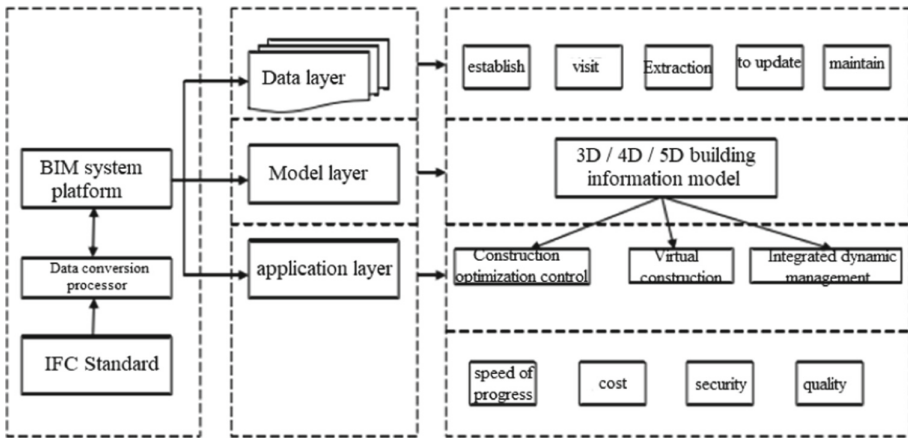 BIM system
platform
Data conversion
processor
IFC Standard
Data layer
Model layer
application layer
establish
visit
Extraction
to update
maintain
3D / 4D / 5D building
information model
Construction
optimization control
Virtual
construction
Integrated dynamic
management
speed of
progress
cost
security
quality